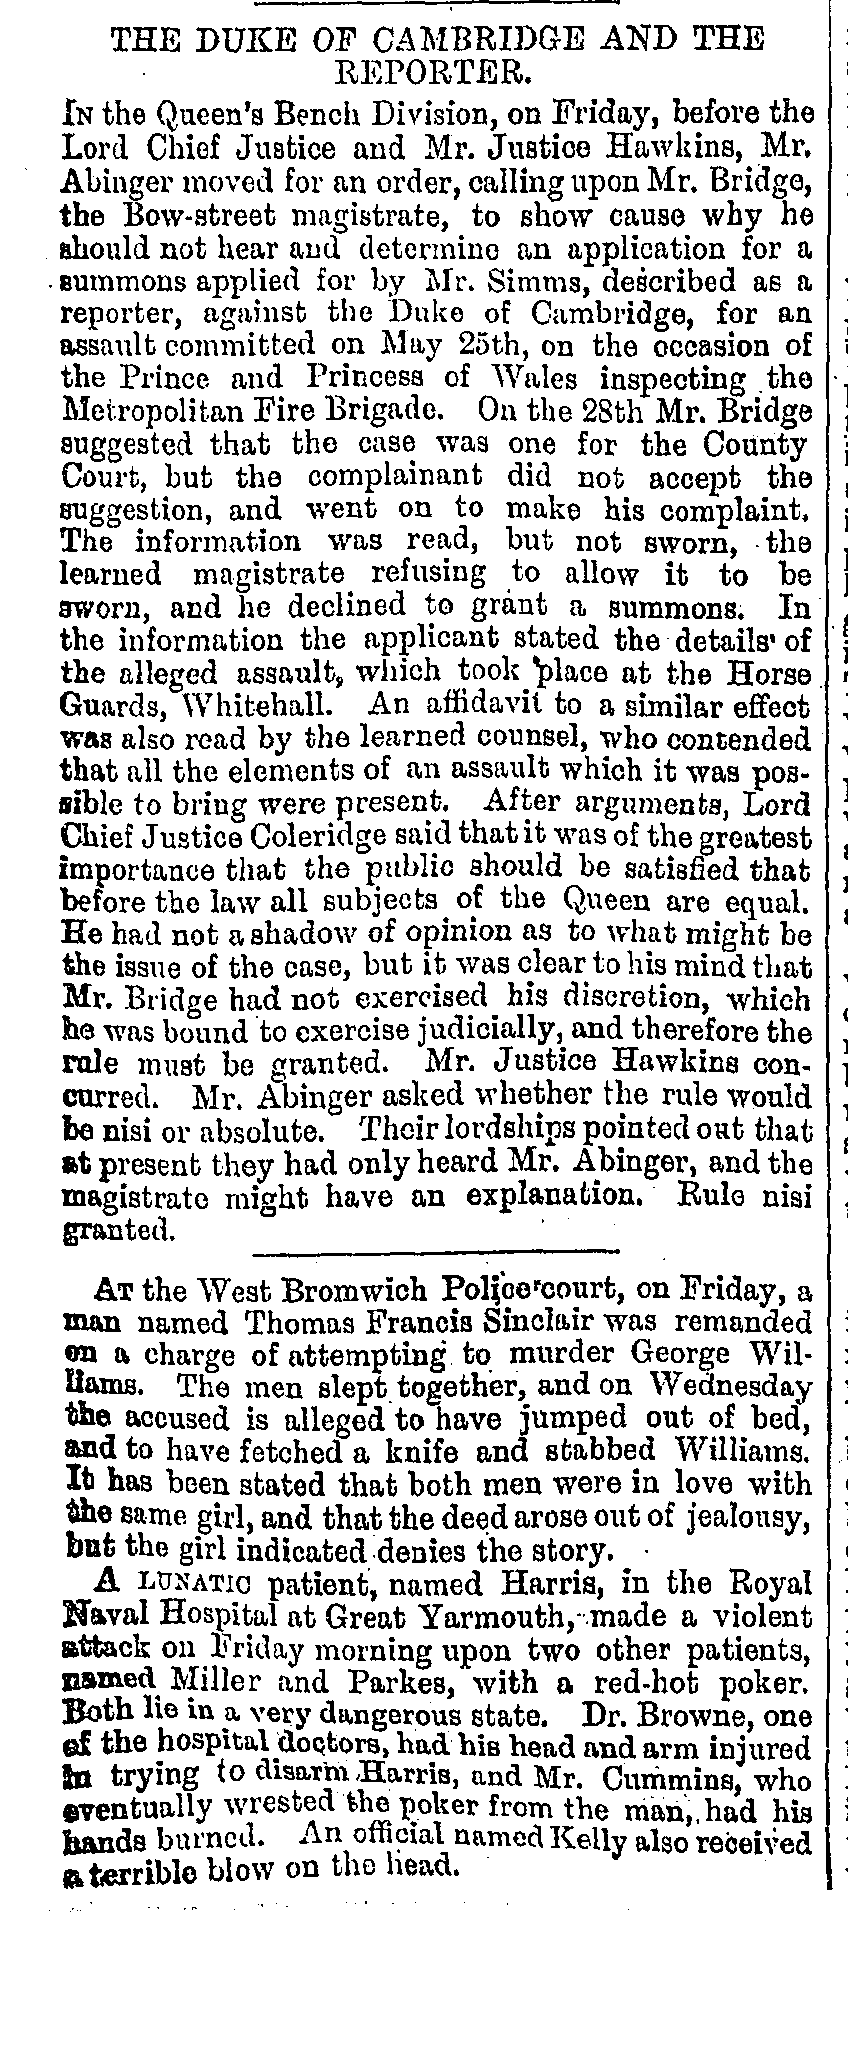 THE DUKE OF CAMBRIDGE AND THE
REPORTER.
IN the Queen's Bench Division, on Friday, before the
Lord Chief Justice and Mr. Justice Hawkins, Mr.
Abinger moved for an order, calling upon Mr. Bridge,
the Bow-street magistrate, to show cause why he
should not hear and determine an application for a
summons applied for by Mr. Simms, described as a
reporter, against the Duke of Cambridge, for an
assault committed on May 25th, on the occasion of
the Prince and Princess of Wales inspecting the
Metropolitan Fire Brigade. On the 28th Mr. Bridge
suggested that the case was one for the County
Court, but the complainant did not accept the
suggestion, and went on to make his complaint.
The information was read, but not sworn, the
learned magistrate refusing to allow it to be
sworn, and he declined to grant a summons. In
the information the applicant stated the details of
the alleged assault, which took place at the Horse
Guards, Whitehall. An affidavit to a similar effect
was also read by the learned counsel, who contended
that all the elements of an assault which it was pos-
sible to bring were present. After arguments, Lord
Chief Justice Coleridge said that it was of the greatest
importance that the public should be satisfied that
before the law all subjects of the Queen are equal.
He had not a shadow of opinion as to what might be
the issue of the case, but it was clear to his mind that
Mr. Bridge had not exercised his discretion, which
he was bound to exercise judicially, and therefore the
rule must be granted. Mr. Justice Hawkins con-
curred. Mr. Abinger asked whether the rule would
be nisi or absolute. Their lordships pointed out that
at present they had only heard Mr. Abinger, and the
magistrate might have an explanation. Rule nisi
granted.
AT the West Bromwich Police-court, on Friday, a
man named Thomas Francis Sinclair was remanded
on a charge of attempting to murder George Wil-
liams. The men slept together, and on Wednesday
the accused is alleged to have jumped out of bed,
and to have fetched a knife and stabbed Williams.
It has been stated that both men were in love with
the same girl, and that the deed arose out of jealousy,
but the girl indicated denies the story.
A LUNATIC patient, named Harris, in the Royal
Naval Hospital at Great Yarmouth, made a violent
attack on Friday morning upon two other patients,
named Miller and Parkes, with a red-hot poker.
Both lie in a very dangerous state. Dr. Browne, one
of the hospital doctors, had his head and arm injured
in trying to disarm Harris, and Mr. Cummins, who
eventually wrested the poker from the man, had his
hands burned. An official named Kelly also received
a terrible blow on the head.